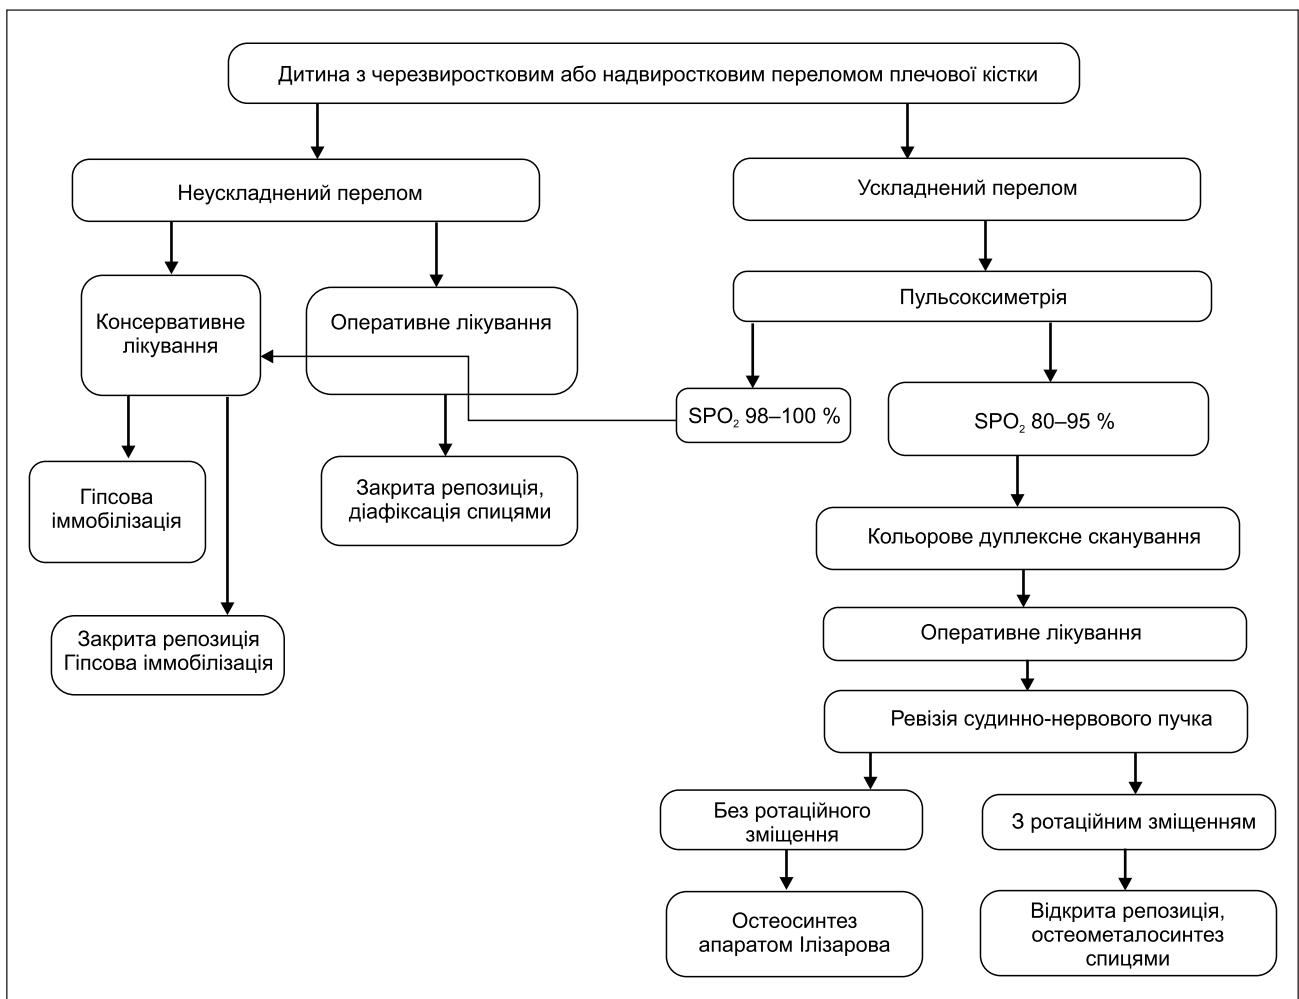 Дитина з черезвиростковим або надвиростковим переломом плечової кістки
Неускладнений перелом
Ускладнений перелом
Консервативне
лікування
Оперативне лікування
Пульсоксиметрія
SPO₂ 98–100 %
SPO₂ 80–95 %
Гіпсова
іммобілізація
Закрита репозиція,
діафіксація спицями
Кольорове дуплексне сканування
Закрита репозиція
Гіпсова іммобілізація
Оперативне лікування
Ревізія судинно-нервового пучка
Без ротаційного
зміщення
З ротаційним зміщенням
Остеосинтез
апаратом Ілізарова
Відкрита репозиція,
остеометалосинтез
спицями